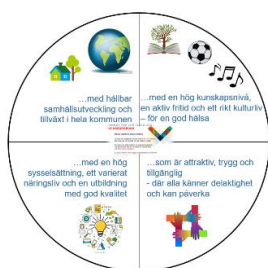 ...med hållbar
samhällsutveckling och
tillväxt i hela kommunen
...med en hög kunskapsnivå,
en aktiv fritid och ett rikt kulturliv
– för en god hälsa
...med en hög
sysselsättning, ett varierat
näringsliv och en utbildning
med god kvalitet
...som är attraktiv, trygg och
tillgänglig
- där alla känner delaktighet
och kan påverka